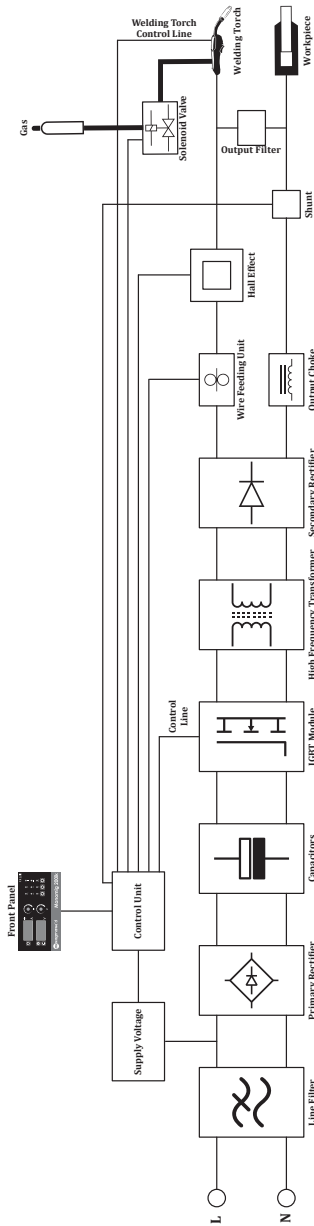 Front Panel
Gas
Welding Torch
Control Line
Welding Torch
Workpiece
Solenoid Valve
Output Filter
Shunt
Hall Effect
Wire Feeding Unit
Output Choke
Secondary Rectifier
High Frequency Transformer
Control
Line
IGBT Module
Control Unit
Capacitors
Primary Rectifier
Supply Voltage
Line Filter
L
N